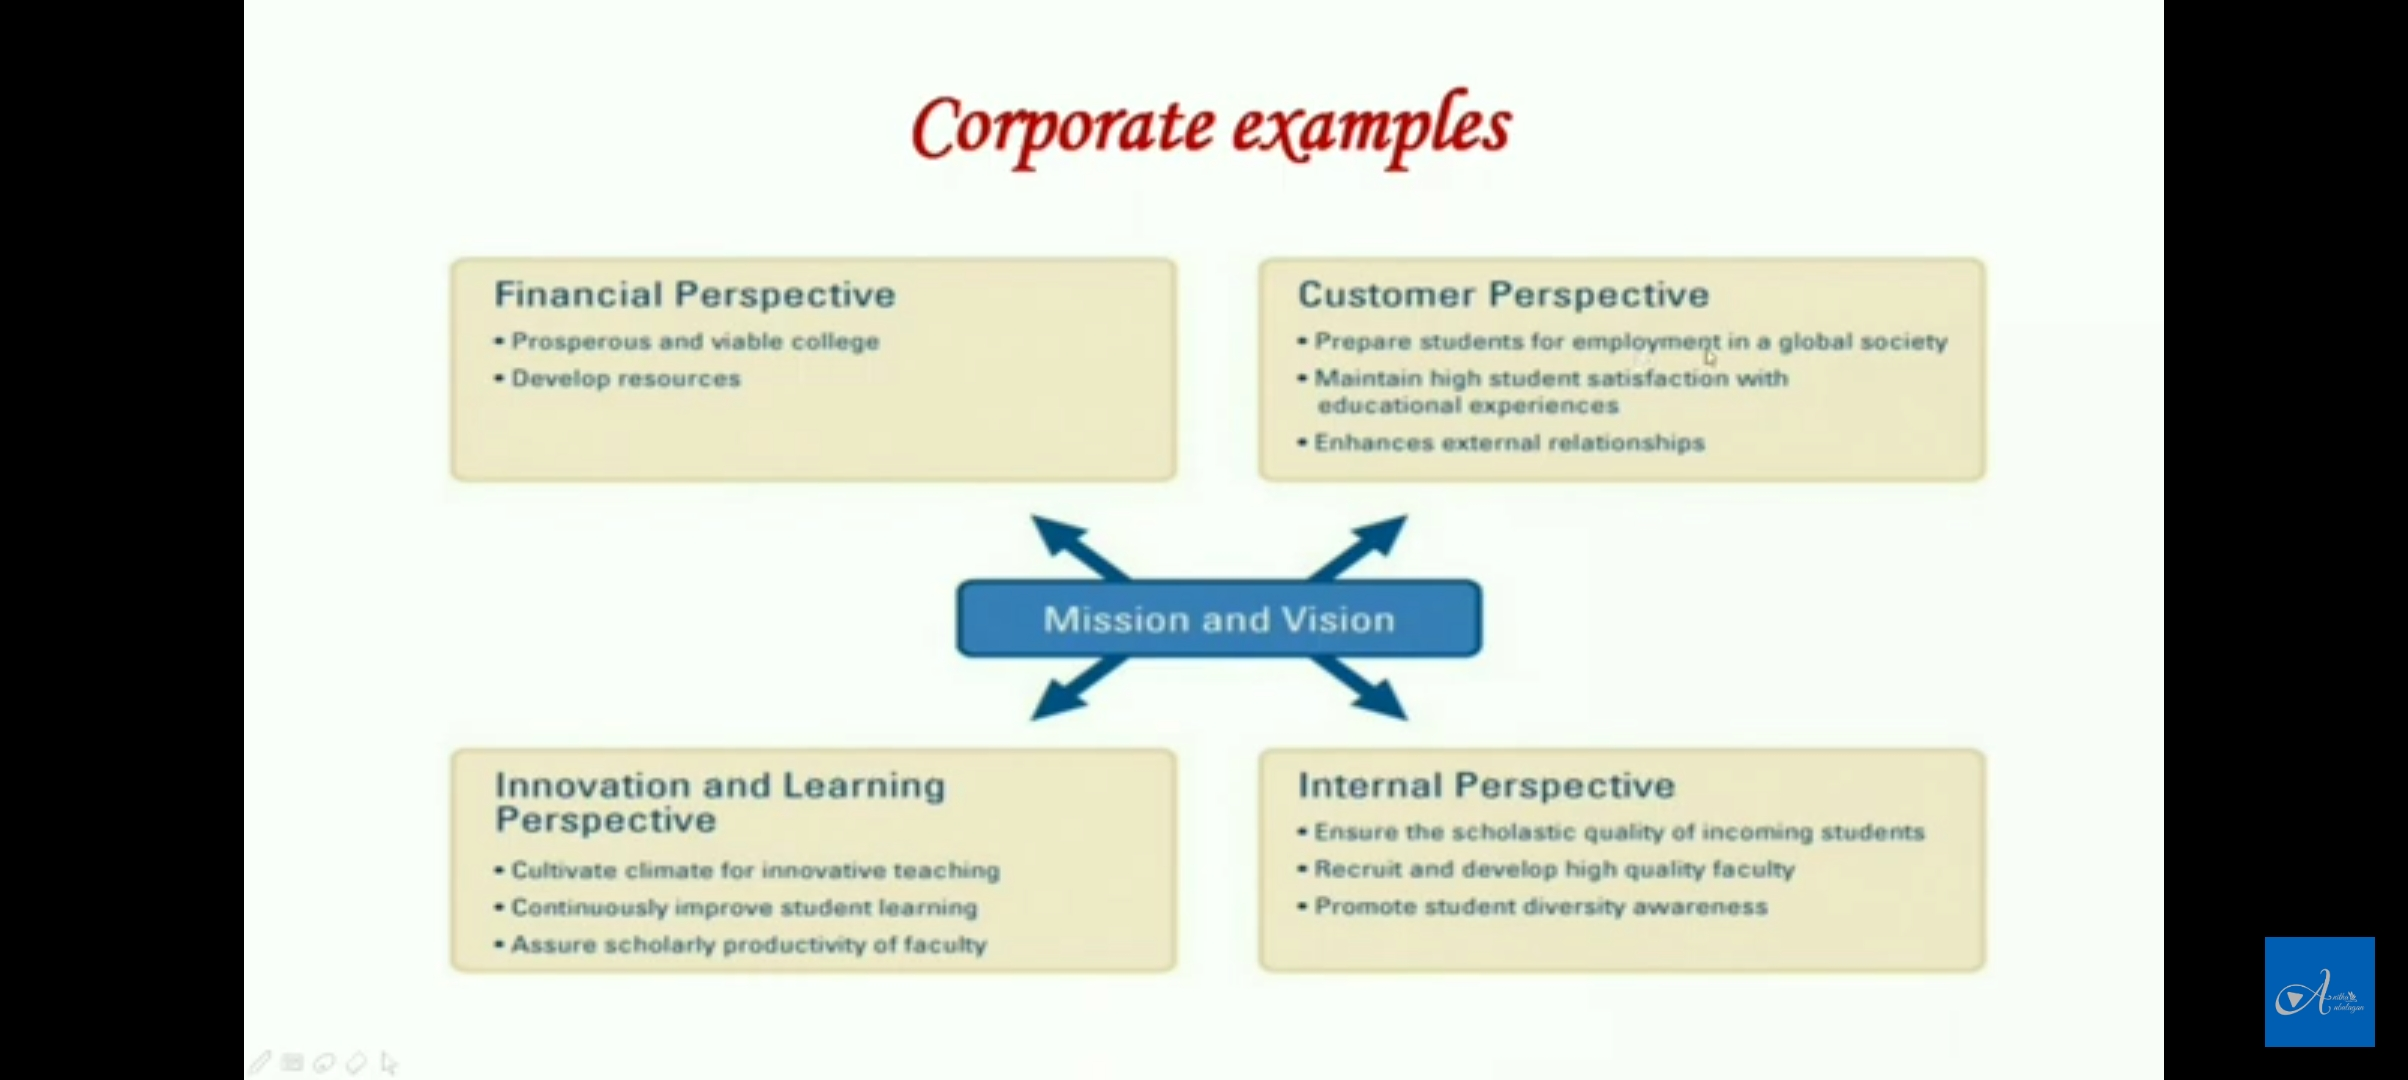 Corporate examples
Financial Perspective
• Prosperous and viable college
• Develop resources
Customer Perspective
• Prepare students for employment in a global society
• Maintain high student satisfaction with
educational experiences
• Enhances external relationships
Mission and Vision
Innovation and Learning
Perspective
• Cultivate climate for innovative teaching
• Continuously improve student learning
• Assure scholarly productivity of faculty
Internal Perspective
• Ensure the scholastic quality of incoming students
• Recruit and develop high quality faculty
• Promote student diversity awareness